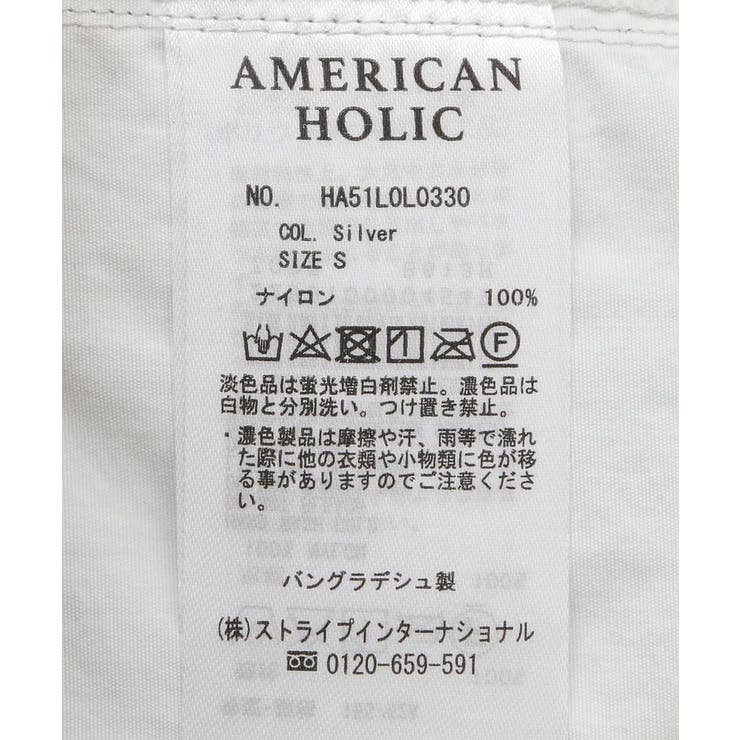 AMERICAN
HOLIC
NO. HA51L0L0330
COL. Silver
SIZE S
ナイロン 100%
F
淡色品は蛍光増白剤禁止。濃色品は
白物と分別洗い。つけ置き禁止。
・濃色製品は摩擦や汗、雨等で濡れ
た際に他の衣類や小物類に色が移
る事がありますのでご注意くださ
い。
バングラデシュ製
(株)ストライプインターナショナル
0120-659-591